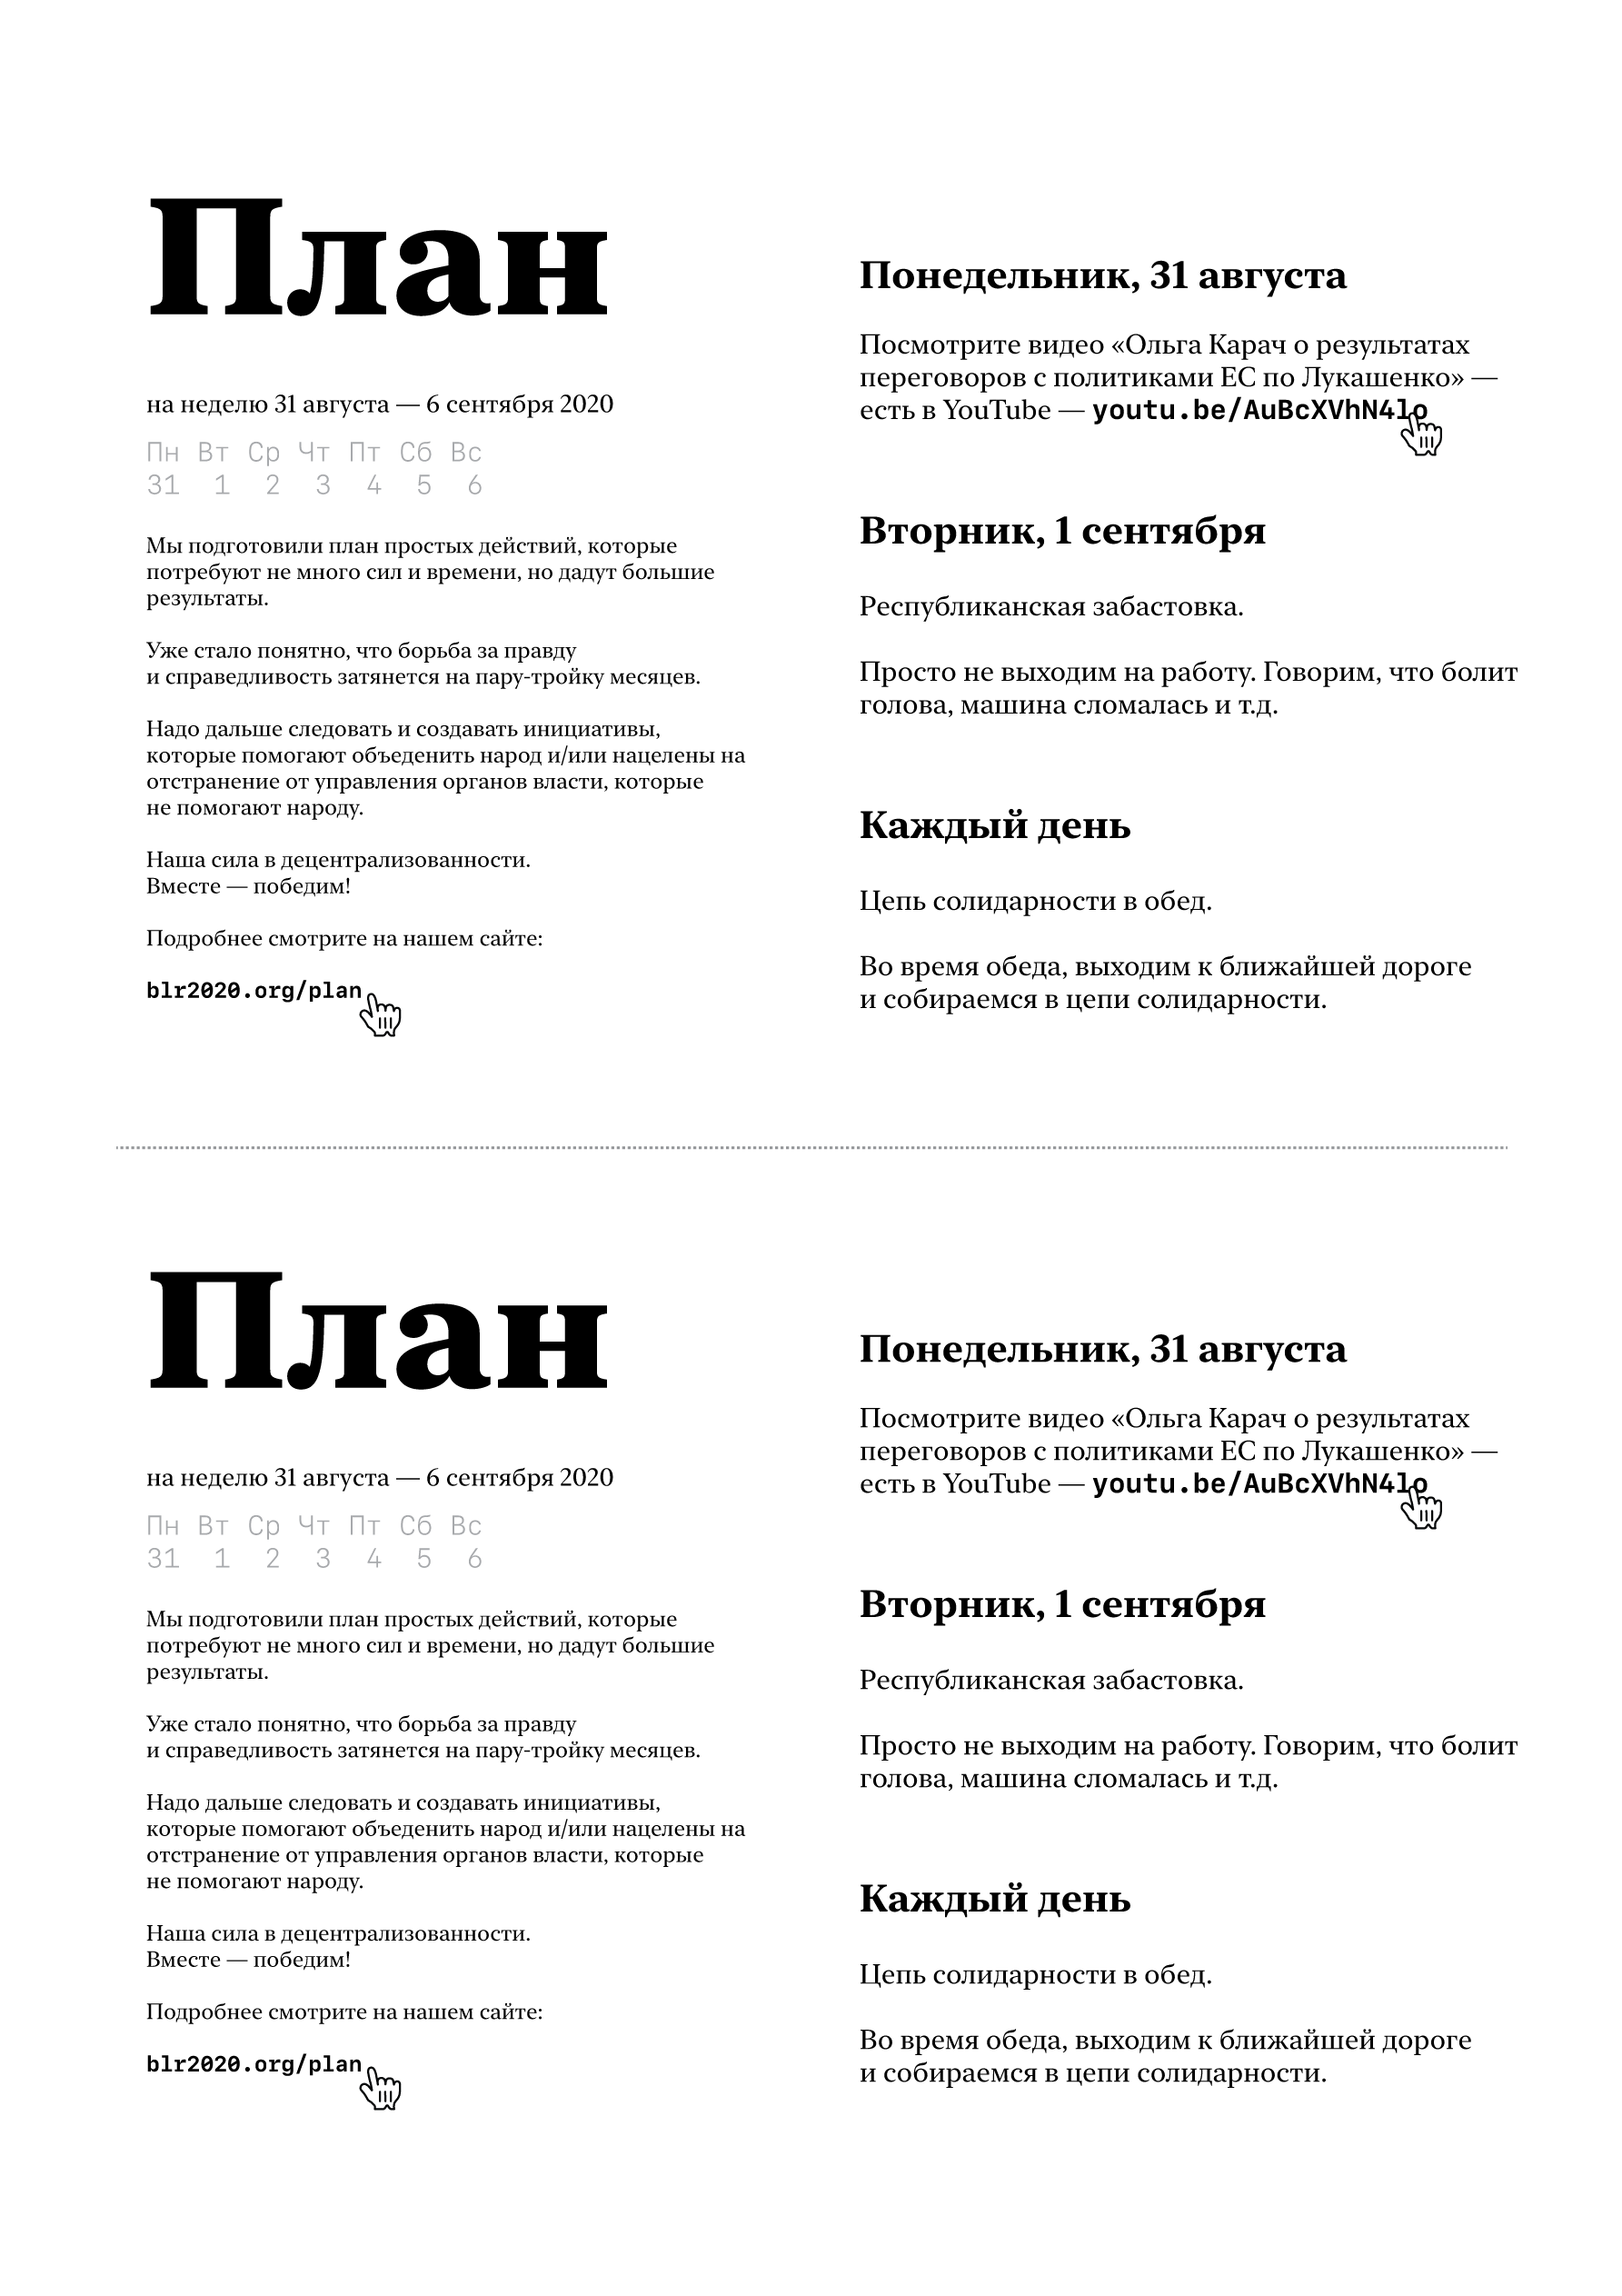 План
на неделю 31 августа — 6 сентября 2020
Пн Вт Ср Чт Пт Сб Вс
31 1 2 3 4 5 6
Мы подготовили план простых действий, которые
потребуют не много сил и времени, но дадут большие
результаты.
Уже стало понятно, что борьба за правду
и справедливость затянется на пару-тройку месяцев.
Надо дальше следовать и создавать инициативы,
которые помогают объеденить народ и/или нацелены на
отстранение от управления органов власти, которые
не помогают народу.
Наша сила в децентрализованности.
Вместе — победим!
Подробнее смотрите на нашем сайте:
blr2020.org/plan
Понедельник, 31 августа
Посмотрите видео «Ольга Карач о результатах
переговоров с политиками ЕС по Лукашенко» —
есть в YouTube — youtu.be/AuBcXVhN4lo
Вторник, 1 сентября
Республиканская забастовка.
Просто не выходим на работу. Говорим, что болит
голова, машина сломалась и т.д.
Каждый день
Цепь солидарности в обед.
Во время обеда, выходим к ближайшей дороге
и собираемся в цепи солидарности.
План
на неделю 31 августа — 6 сентября 2020
Пн Вт Ср Чт Пт Сб Вс
31 1 2 3 4 5 6
Мы подготовили план простых действий, которые
потребуют не много сил и времени, но дадут большие
результаты.
Уже стало понятно, что борьба за правду
и справедливость затянется на пару-тройку месяцев.
Надо дальше следовать и создавать инициативы,
которые помогают объеденить народ и/или нацелены на
отстранение от управления органов власти, которые
не помогают народу.
Наша сила в децентрализованности.
Вместе — победим!
Подробнее смотрите на нашем сайте:
blr2020.org/plan
Понедельник, 31 августа
Посмотрите видео «Ольга Карач о результатах
переговоров с политиками ЕС по Лукашенко» —
есть в YouTube — youtu.be/AuBcXVhN4lo
Вторник, 1 сентября
Республиканская забастовка.
Просто не выходим на работу. Говорим, что болит
голова, машина сломалась и т.д.
Каждый день
Цепь солидарности в обед.
Во время обеда, выходим к ближайшей дороге
и собираемся в цепи солидарности.